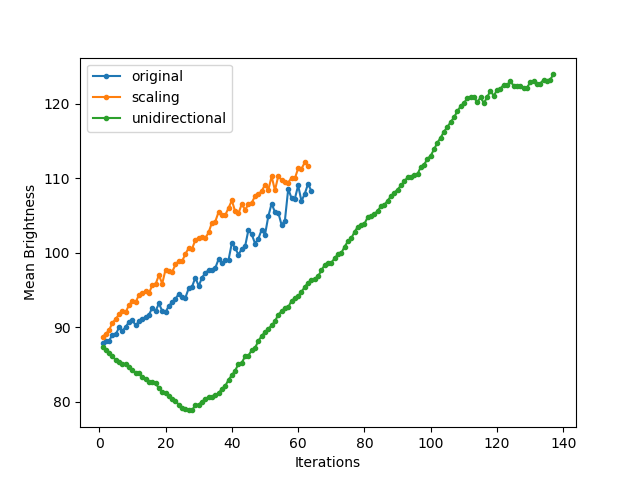 original
scaling
unidirectional
Mean Brightness
120
110
100
90
80
0 20 40 60 80 100 120 140
Iterations